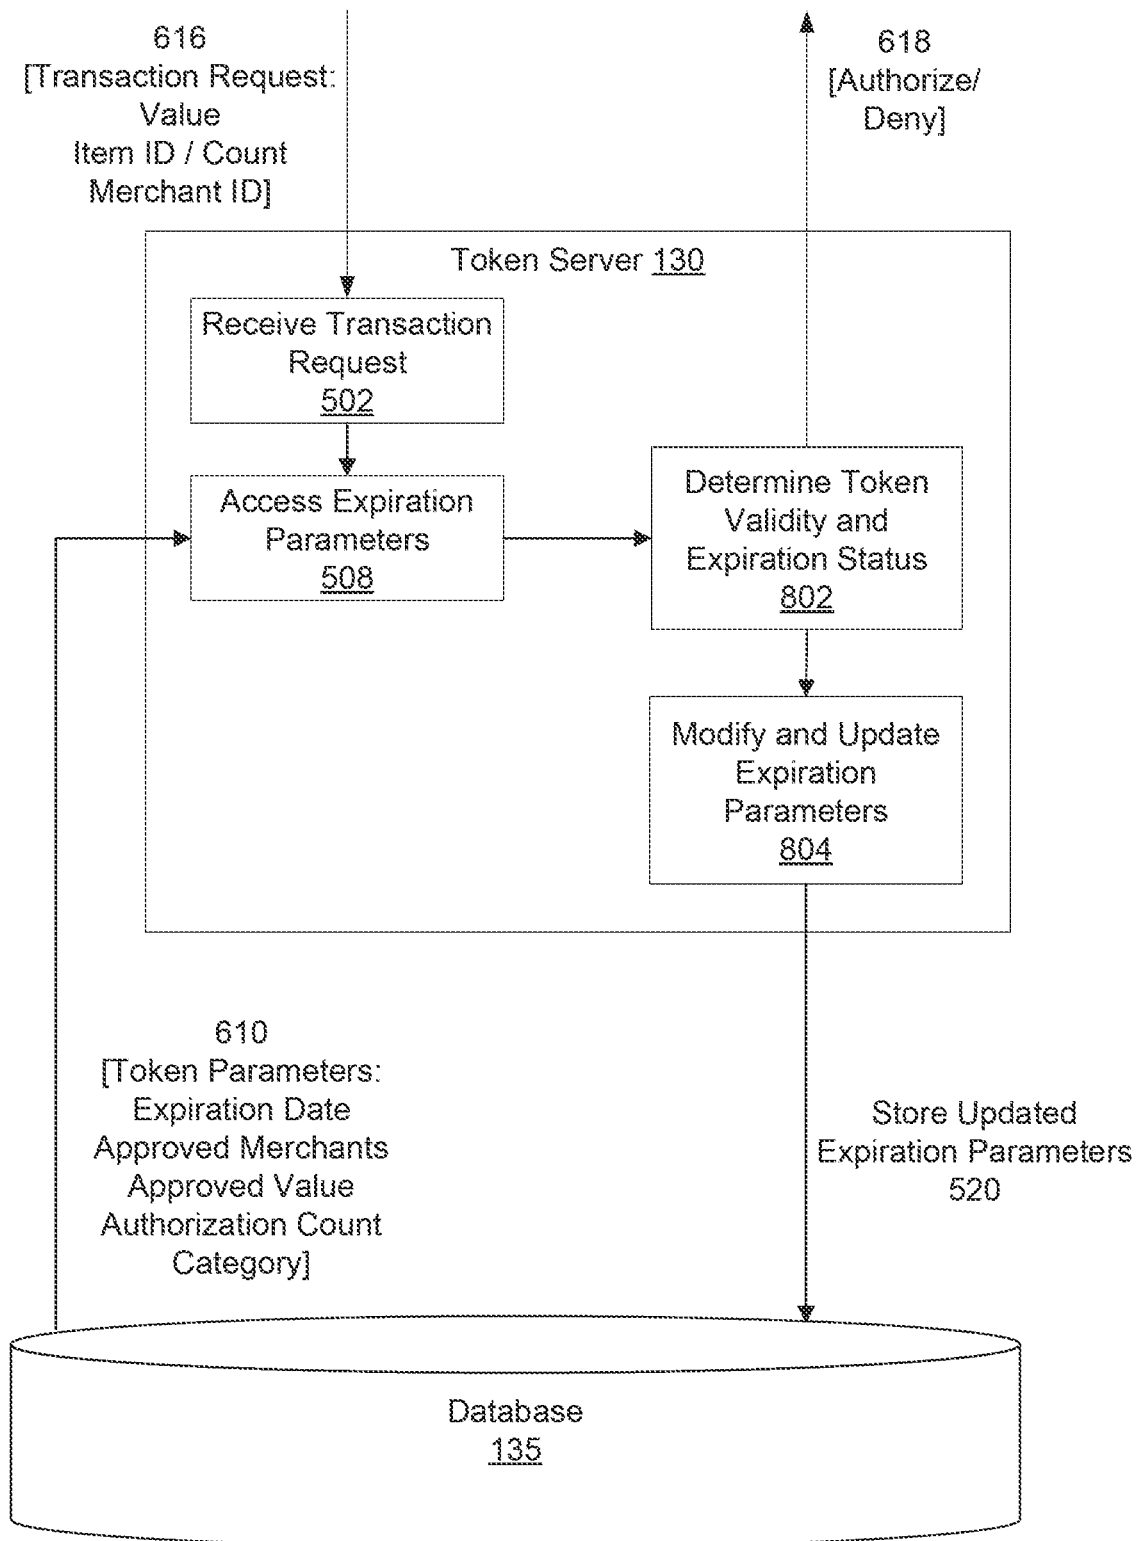 616
[Transaction Request:
Value
Item ID / Count
Merchant ID]
618
[Authorize/
Deny]
Token Server 130
Receive Transaction
Request
502
Access Expiration
Parameters
508
Determine Token
Validity and
Expiration Status
802
Modify and Update
Expiration
Parameters
804
610
[Token Parameters:
Expiration Date
Approved Merchants
Approved Value
Authorization Count
Category]
Store Updated
Expiration Parameters
520
Database
135